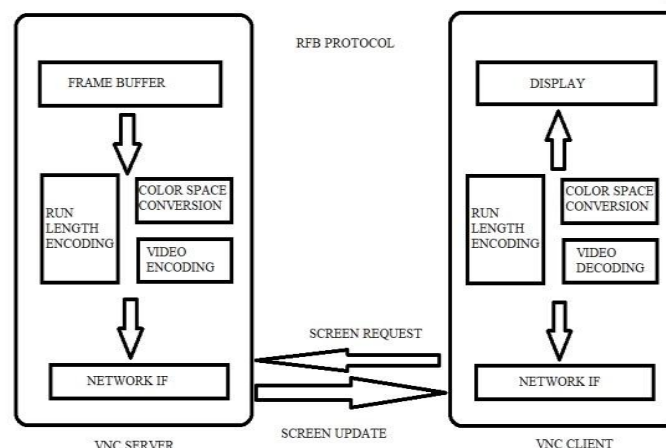 RFB PROTOCOL
FRAME BUFFER
RUN
LENGTH
ENCODING
COLOR SPACE
CONVERSION
VIDEO
ENCODING
NETWORK IF
VNC SERVER
SCREEN REQUEST
SCREEN UPDATE
DISPLAY
RUN
LENGTH
ENCODING
COLOR SPACE
CONVERSION
VIDEO
DECODING
NETWORK IF
VNC CLIENT